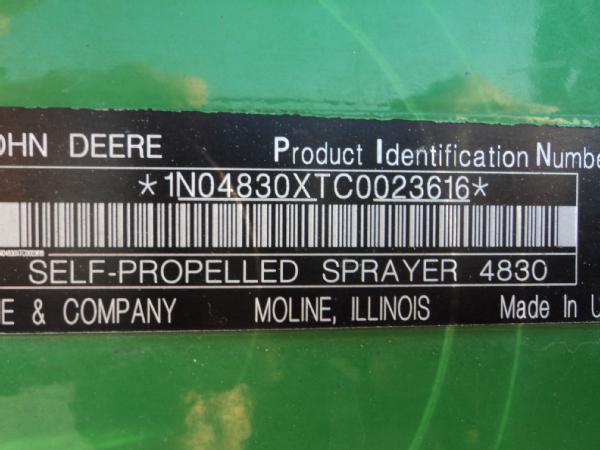 OHN DEERE Product Identification Numbe
*1N04830XTC0023616*
SELF-PROPELLED SPRAYER 4830
E & COMPANY MOLINE, ILLINOIS Made In U